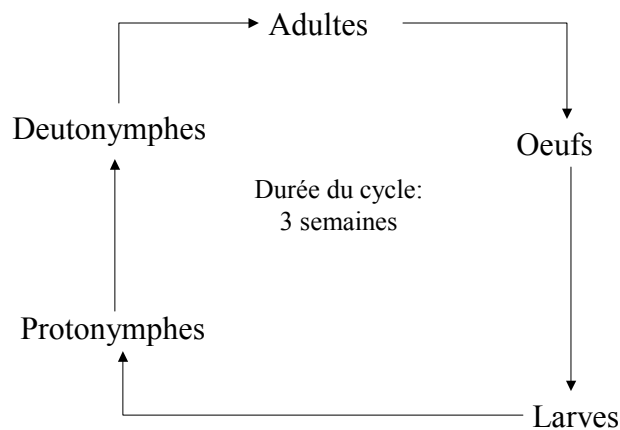 Adultes
Deutonymphes
Oeufs
Durée du cycle:
3 semaines
Protonymphes
Larves